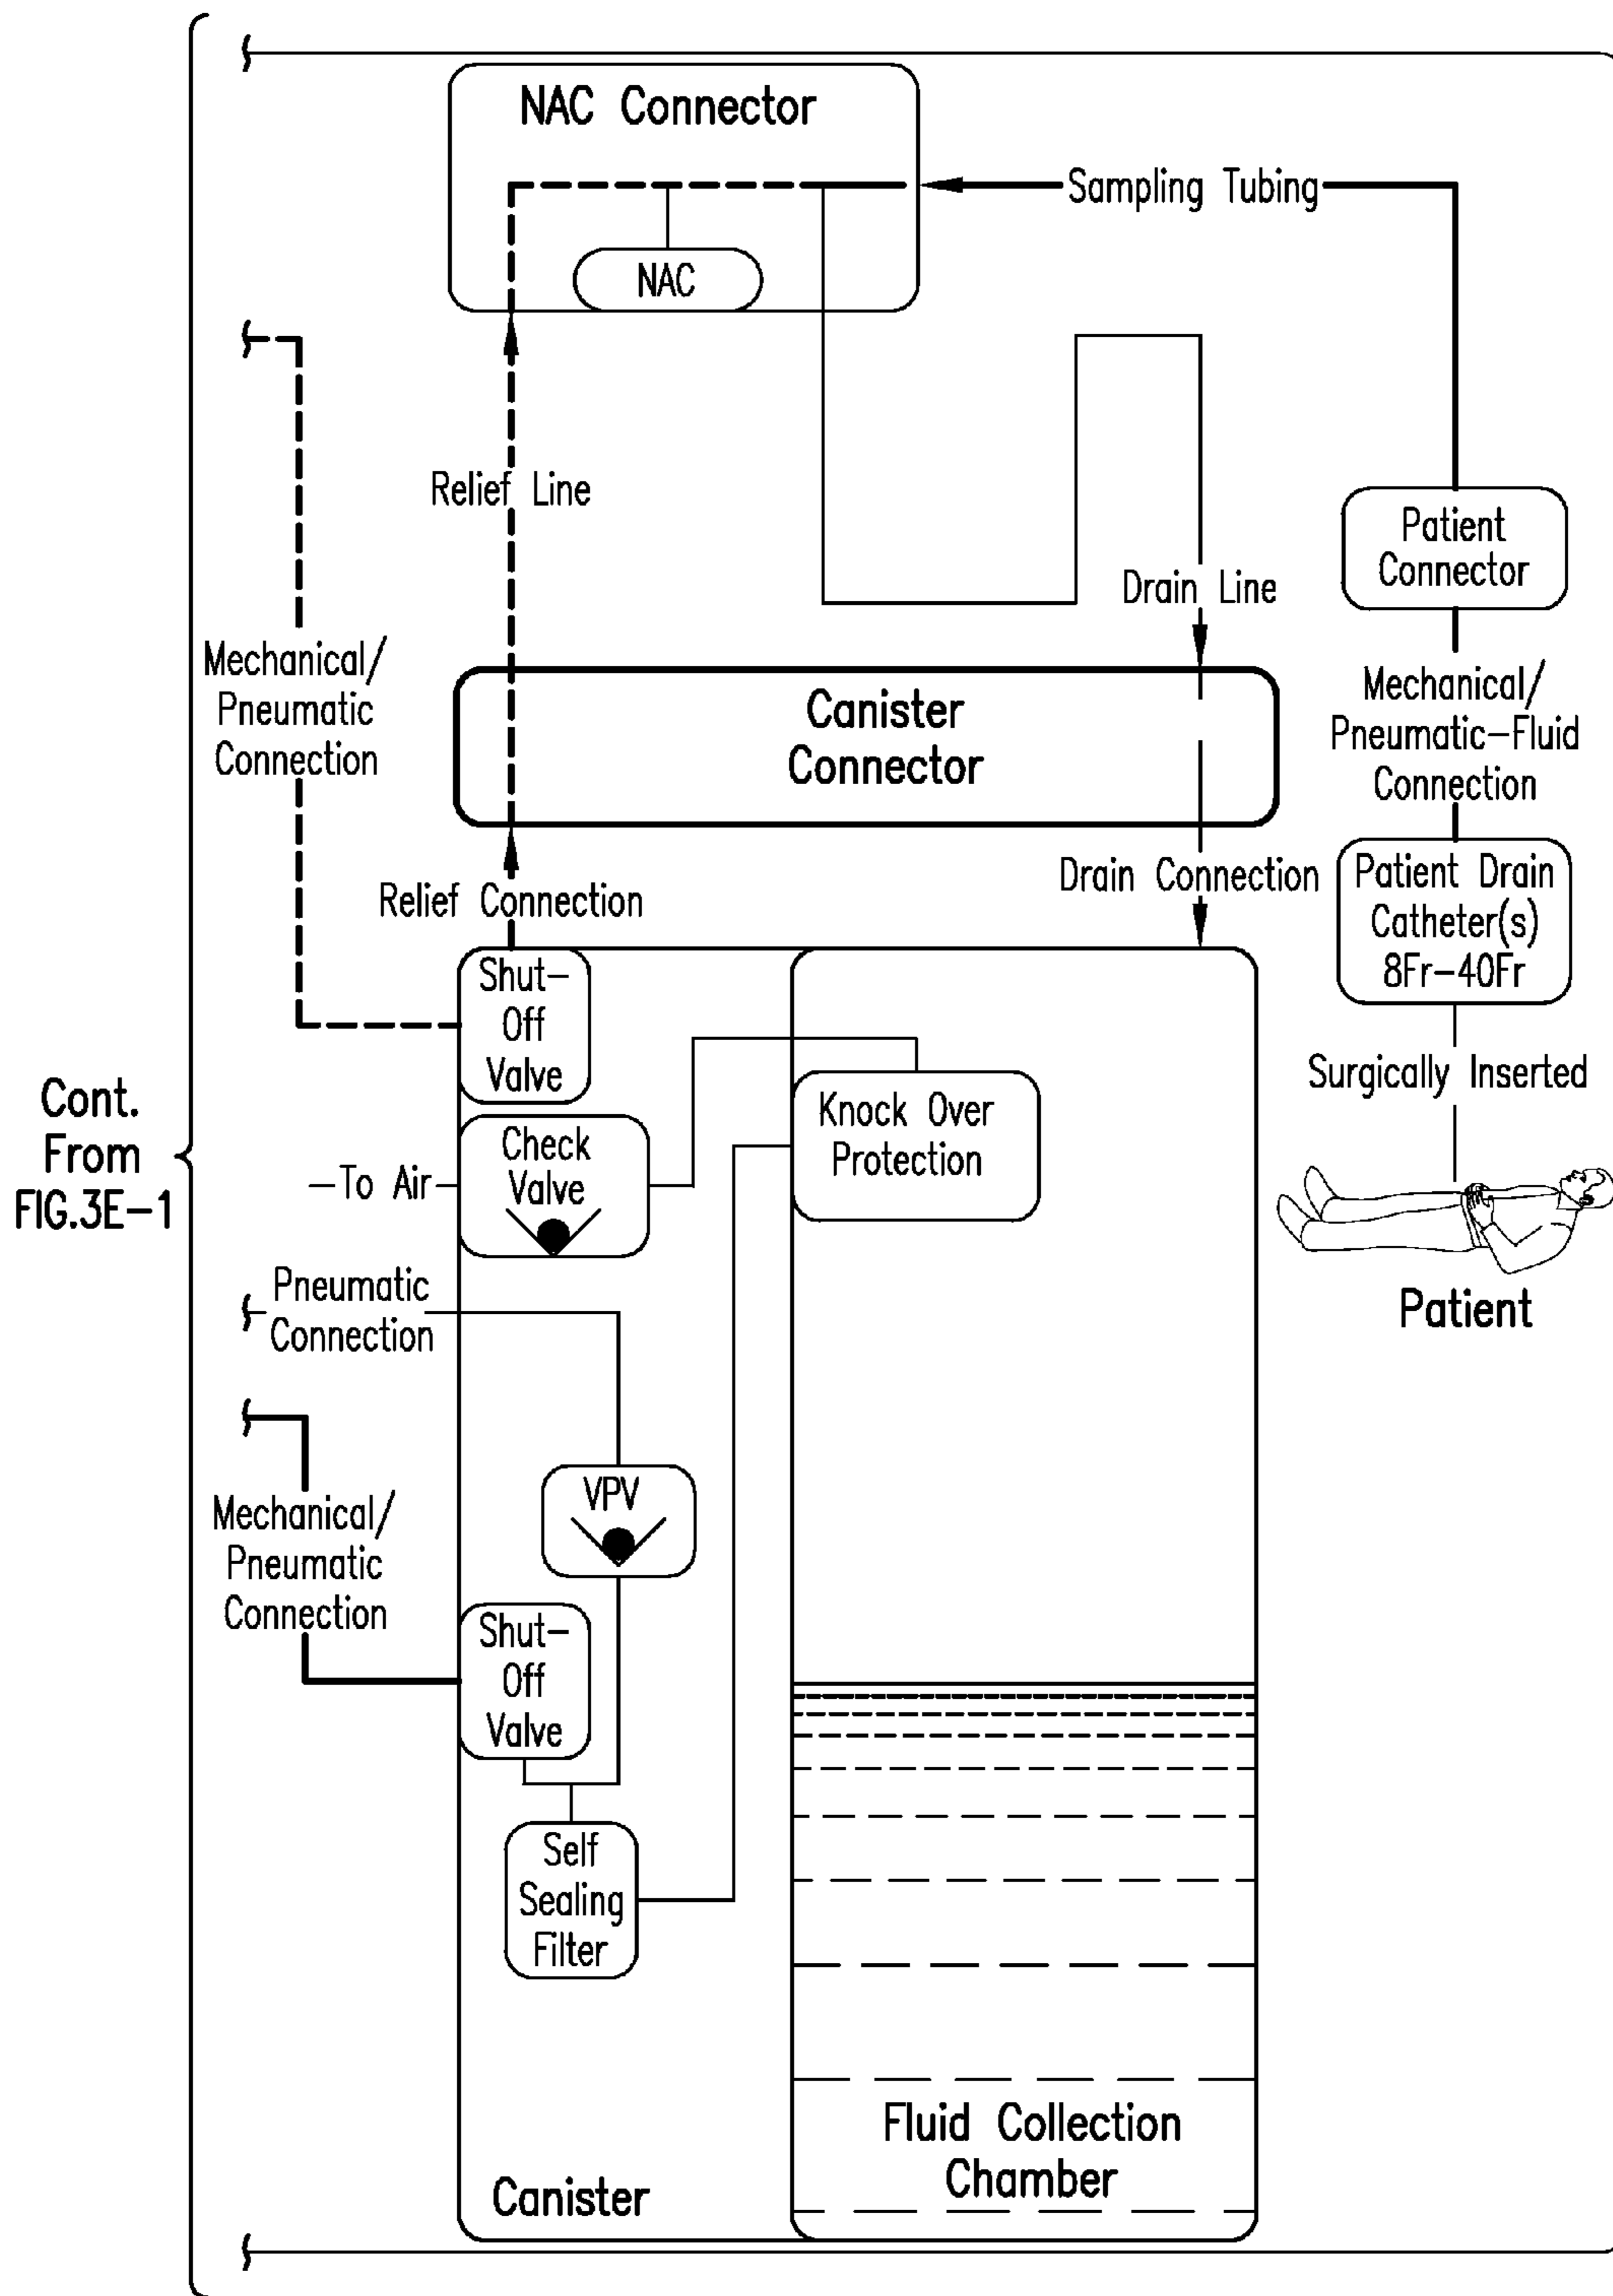 NAC Connector
NAC
Sampling Tubing
Relief Line
Drain Line
Patient
Connector
Mechanical/
Pneumatic
Connection
Canister
Connector
Mechanical/
Pneumatic-Fluid
Connection
Relief Connection
Drain Connection
Patient Drain
Catheter(s)
8Fr-40Fr
Shut-
Off
Valve
Surgically Inserted
Cont.
From
FIG.3E-1
Knock Over
Protection
To Air
Check
Valve
Patient
Pneumatic
Connection
VPV
Mechanical/
Pneumatic
Connection
Shut-
Off
Valve
Self
Sealing
Filter
Fluid Collection
Chamber
Canister